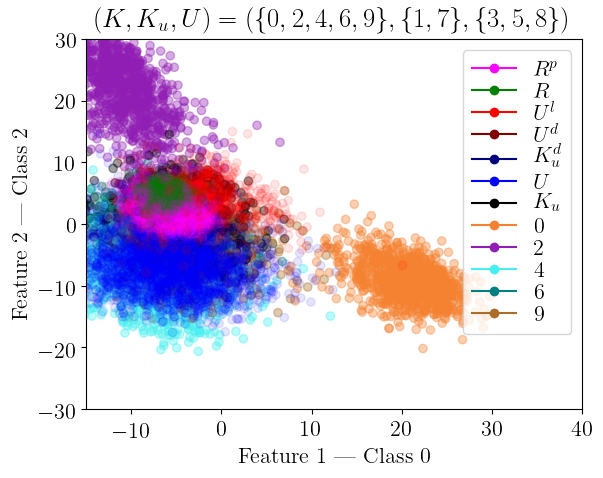 (K, K_u, U) = ({0, 2, 4, 6, 9}, {1, 7}, {3, 5, 8})
30
20
10
0
−10
−20
−30
Feature 2 — Class 2
−10
0
10
20
30
40
Feature 1 — Class 0
R^p
R
U^l
U^d
K_u^d
U
K_u
0
2
4
6
9